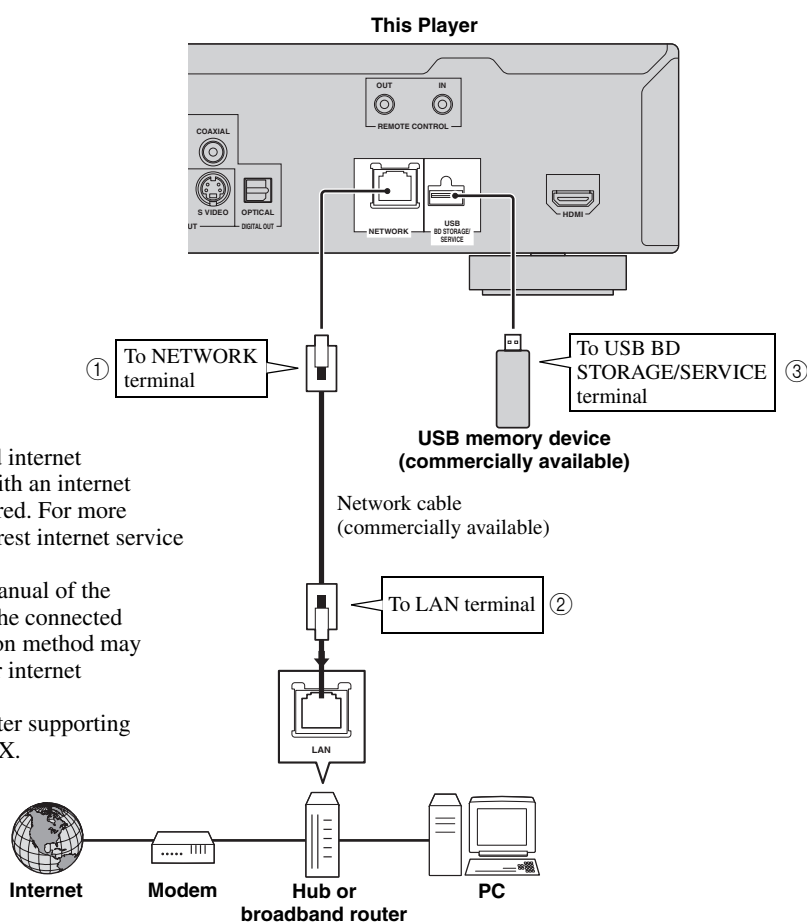 This Player
OUT IN
REMOTE CONTROL
COAXIAL
S VIDEO OPTICAL
UT DIGITAL OUT
NETWORK
USB
BD STORAGE/
SERVICE
HDMI
① To NETWORK
terminal
To USB BD
STORAGE/SERVICE
terminal ③
USB memory device
(commercially available)
Network cable
(commercially available)
internet
ith an internet
red. For more
rest internet service
anual of the
he connected
on method may
r internet
ter supporting
X.
To LAN terminal ②
LAN
Internet
Modem
Hub or
broadband router
PC